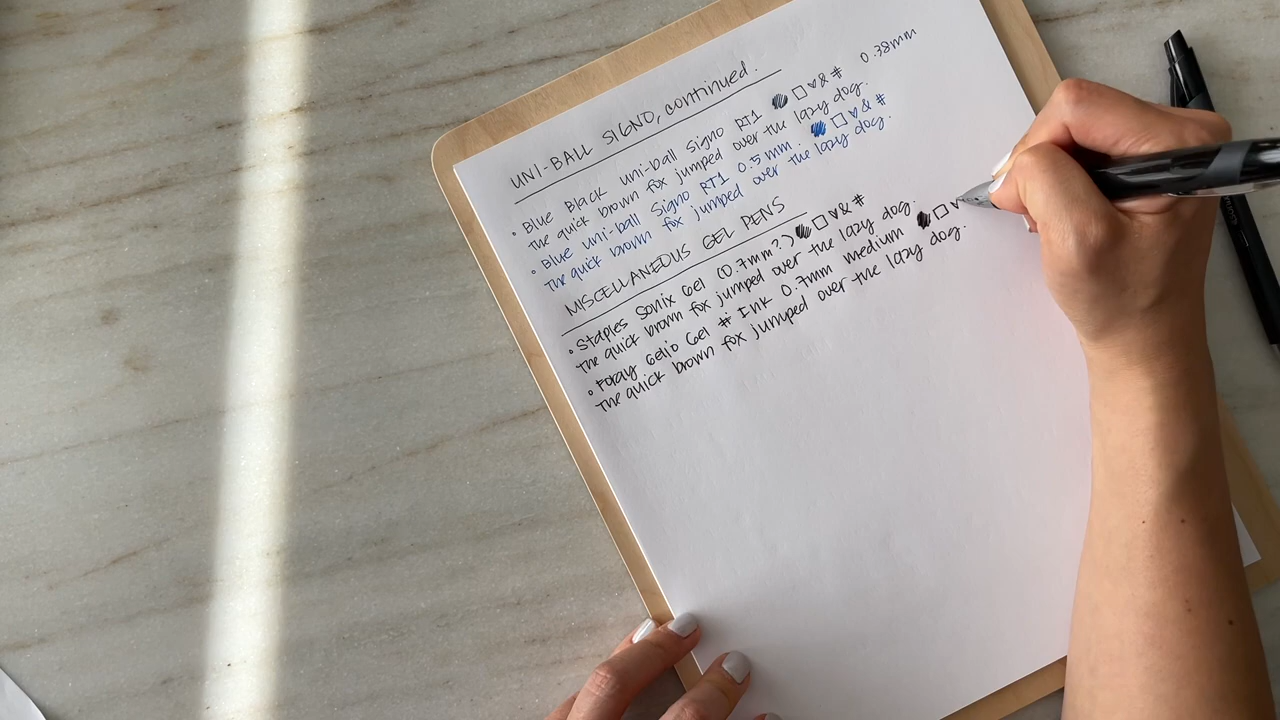 UNI-BALL SIGNO, continued.
• Blue Black uni-ball Signo RT1 □♥&# 0.38mm
the quick brown fox jumped over the lazy dog.
• Blue uni-ball Signo RT1 0.5mm. □♥&#
The quick brown fox jumped over the lazy dog.
MISCELLANEOUS GEL PENS
• Staples Sonix Gel (0.7mm?) □♥&#
the quick brown fox jumped over the lazy dog.
• Foray Gelio Gel # Ink 0.7mm medium □♥
the quick brown fox jumped over the lazy dog.